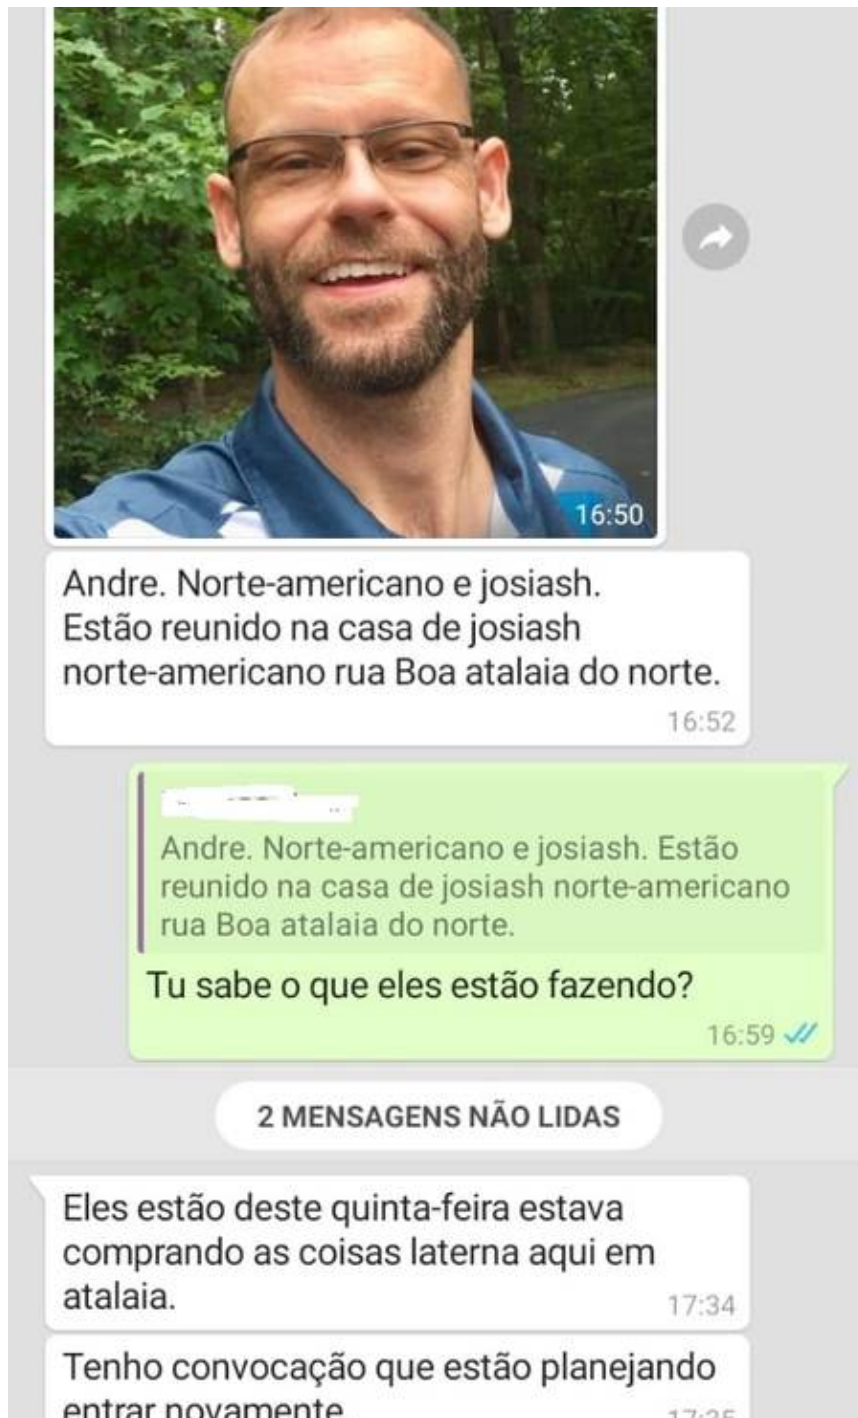 16:50
Andre. Norte-americano e josiash.
Estão reunido na casa de josiash
norte-americano rua Boa atalaia do norte.
16:52
Andre. Norte-americano e josiash. Estão
reunido na casa de josiash norte-americano
rua Boa atalaia do norte.
Tu sabe o que eles estão fazendo?
16:59
2 MENSAGENS NÃO LIDAS
Eles estão deste quinta-feira estava
comprando as coisas laterna aqui em
atalaia.
17:34
Tenho convocação que estão planejando
entrar novamente
17:35